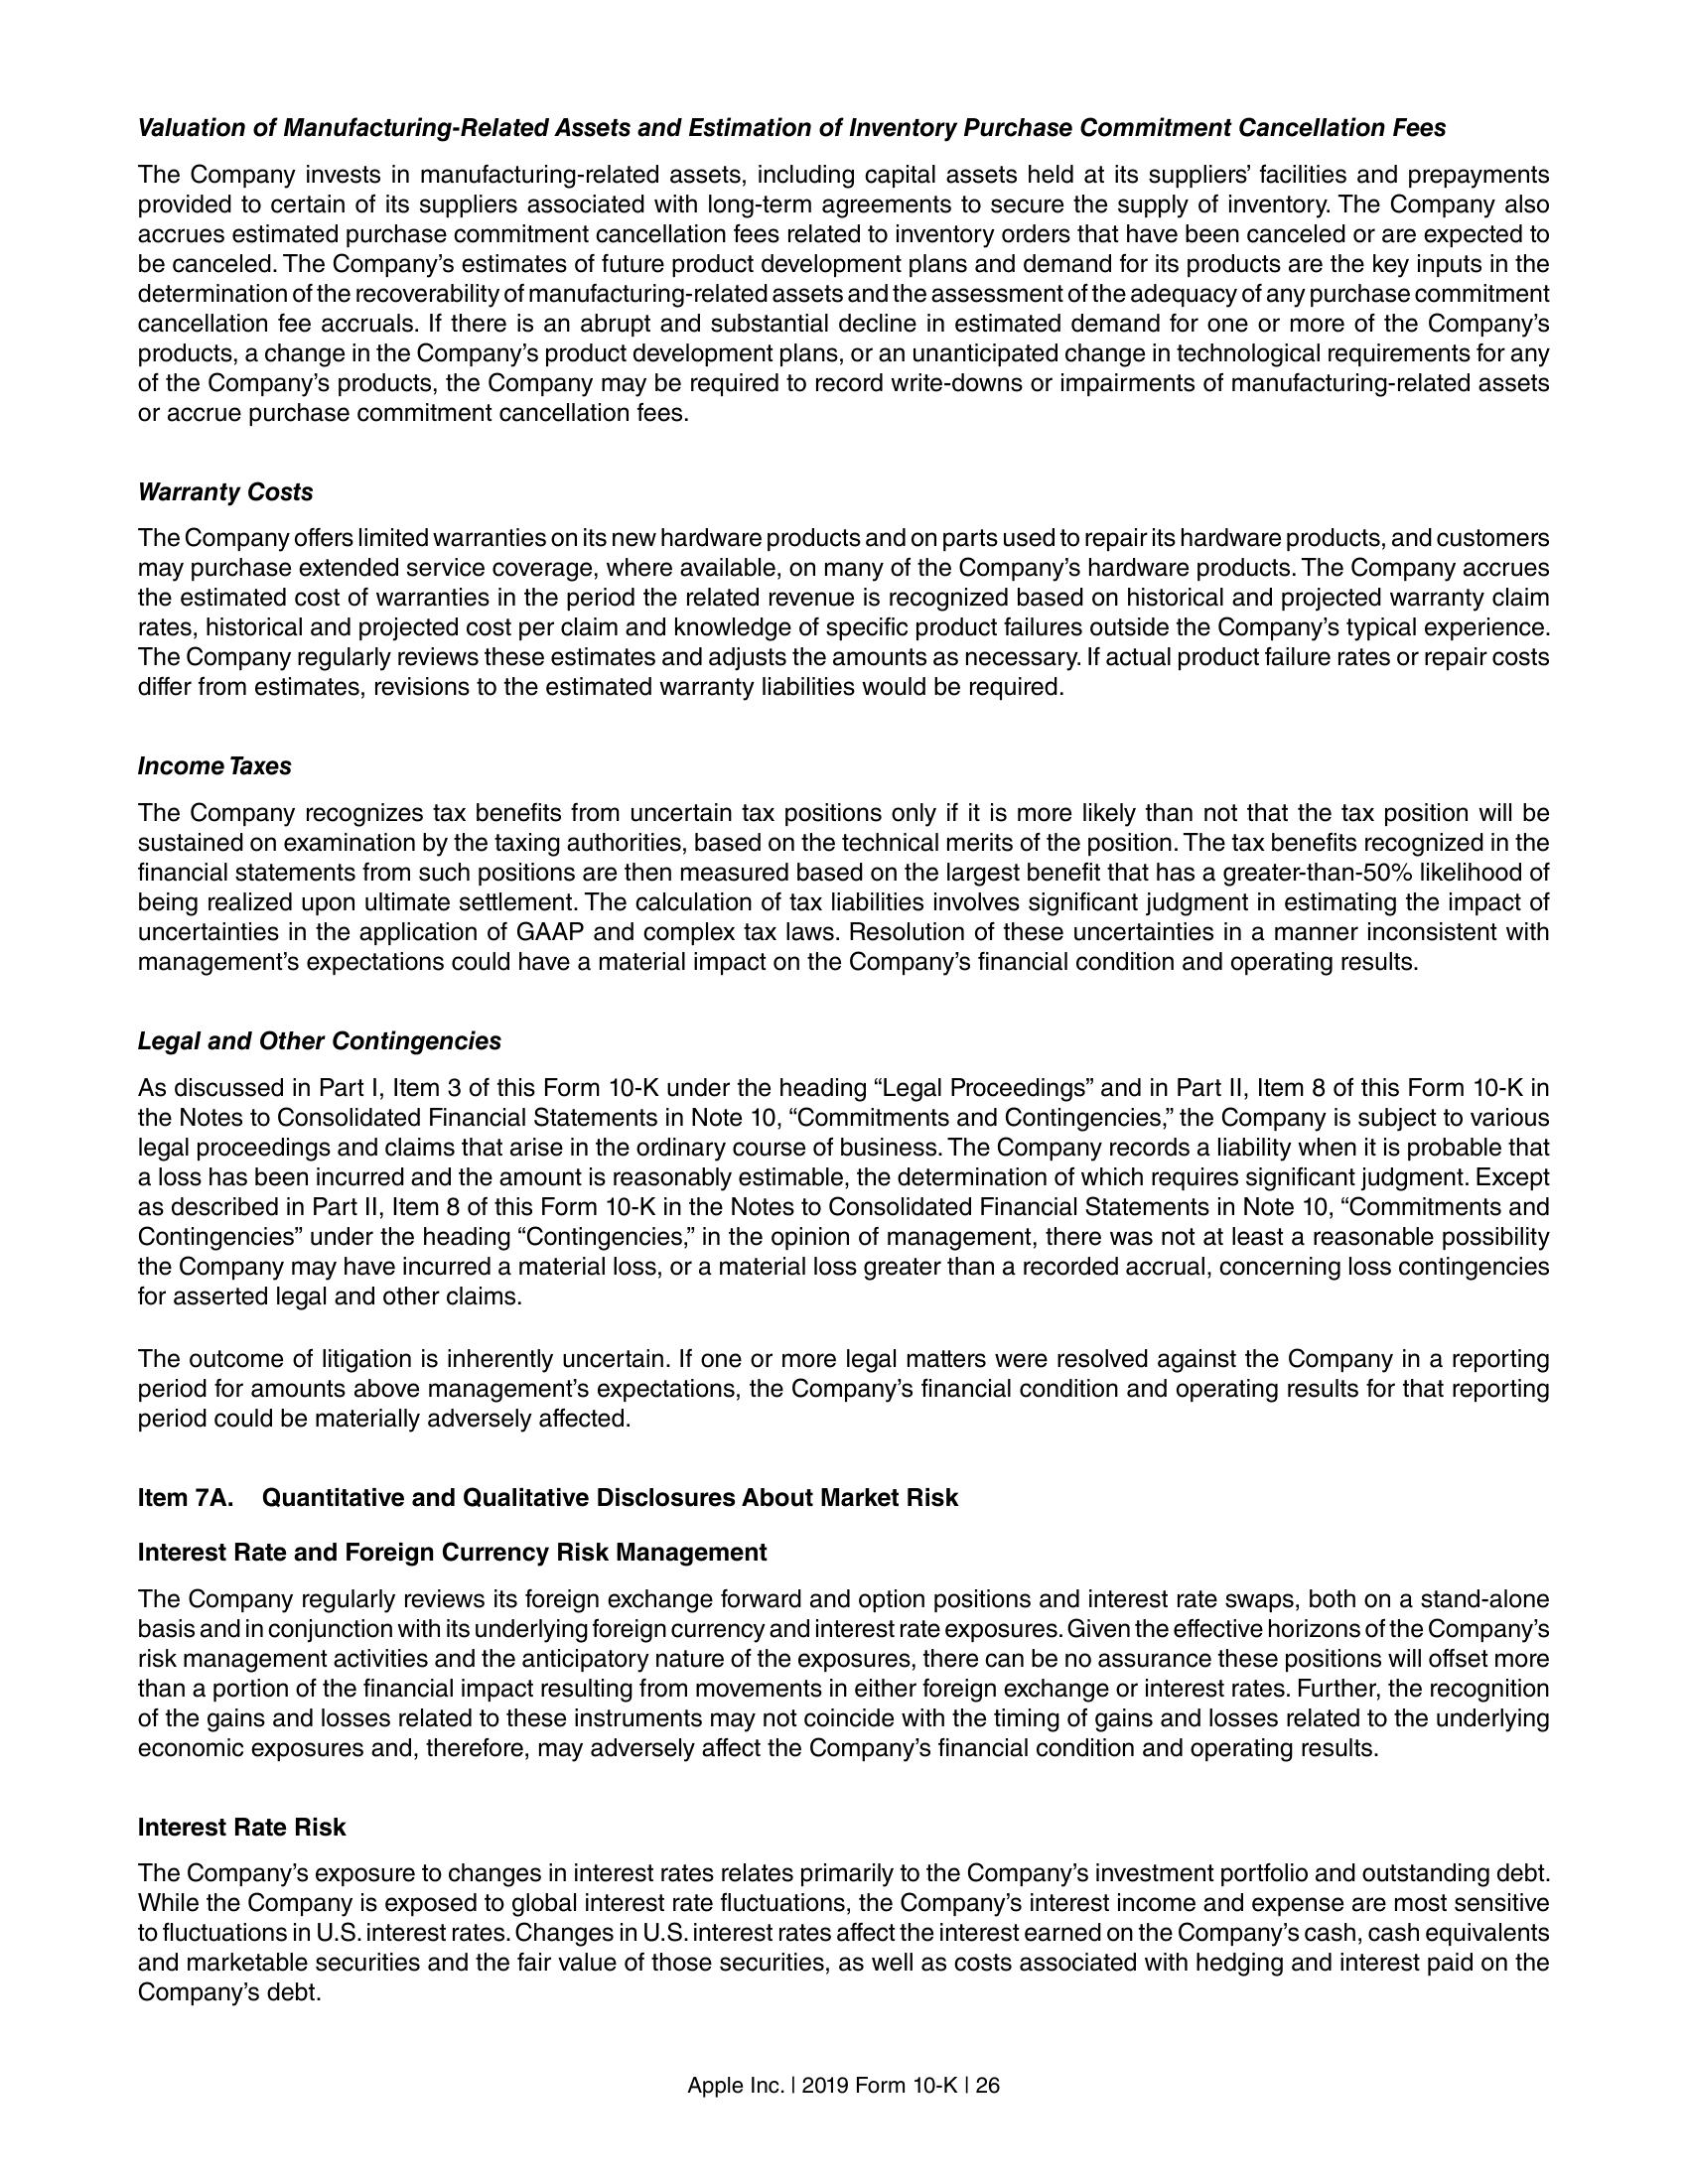 Valuation of Manufacturing-Related Assets and Estimation of Inventory Purchase Commitment Cancellation Fees
The Company invests in manufacturing-related assets, including capital assets held at its suppliers’ facilities and prepayments
provided to certain of its suppliers associated with long-term agreements to secure the supply of inventory. The Company also
accrues estimated purchase commitment cancellation fees related to inventory orders that have been canceled or are expected to
be canceled. The Company’s estimates of future product development plans and demand for its products are the key inputs in the
determination of the recoverability of manufacturing-related assets and the assessment of the adequacy of any purchase commitment
cancellation fee accruals. If there is an abrupt and substantial decline in estimated demand for one or more of the Company’s
products, a change in the Company’s product development plans, or an unanticipated change in technological requirements for any
of the Company’s products, the Company may be required to record write-downs or impairments of manufacturing-related assets
or accrue purchase commitment cancellation fees.
Warranty Costs
The Company offers limited warranties on its new hardware products and on parts used to repair its hardware products, and customers
may purchase extended service coverage, where available, on many of the Company’s hardware products. The Company accrues
the estimated cost of warranties in the period the related revenue is recognized based on historical and projected warranty claim
rates, historical and projected cost per claim and knowledge of specific product failures outside the Company’s typical experience.
The Company regularly reviews these estimates and adjusts the amounts as necessary. If actual product failure rates or repair costs
differ from estimates, revisions to the estimated warranty liabilities would be required.
Income Taxes
The Company recognizes tax benefits from uncertain tax positions only if it is more likely than not that the tax position will be
sustained on examination by the taxing authorities, based on the technical merits of the position. The tax benefits recognized in the
financial statements from such positions are then measured based on the largest benefit that has a greater-than-50% likelihood of
being realized upon ultimate settlement. The calculation of tax liabilities involves significant judgment in estimating the impact of
uncertainties in the application of GAAP and complex tax laws. Resolution of these uncertainties in a manner inconsistent with
management’s expectations could have a material impact on the Company’s financial condition and operating results.
Legal and Other Contingencies
As discussed in Part I, Item 3 of this Form 10-K under the heading “Legal Proceedings” and in Part II, Item 8 of this Form 10-K in
the Notes to Consolidated Financial Statements in Note 10, “Commitments and Contingencies,” the Company is subject to various
legal proceedings and claims that arise in the ordinary course of business. The Company records a liability when it is probable that
a loss has been incurred and the amount is reasonably estimable, the determination of which requires significant judgment. Except
as described in Part II, Item 8 of this Form 10-K in the Notes to Consolidated Financial Statements in Note 10, “Commitments and
Contingencies” under the heading “Contingencies,” in the opinion of management, there was not at least a reasonable possibility
the Company may have incurred a material loss, or a material loss greater than a recorded accrual, concerning loss contingencies
for asserted legal and other claims.
The outcome of litigation is inherently uncertain. If one or more legal matters were resolved against the Company in a reporting
period for amounts above management’s expectations, the Company’s financial condition and operating results for that reporting
period could be materially adversely affected.
Item 7A. Quantitative and Qualitative Disclosures About Market Risk
Interest Rate and Foreign Currency Risk Management
The Company regularly reviews its foreign exchange forward and option positions and interest rate swaps, both on a stand-alone
basis and in conjunction with its underlying foreign currency and interest rate exposures. Given the effective horizons of the Company’s
risk management activities and the anticipatory nature of the exposures, there can be no assurance these positions will offset more
than a portion of the financial impact resulting from movements in either foreign exchange or interest rates. Further, the recognition
of the gains and losses related to these instruments may not coincide with the timing of gains and losses related to the underlying
economic exposures and, therefore, may adversely affect the Company’s financial condition and operating results.
Interest Rate Risk
The Company’s exposure to changes in interest rates relates primarily to the Company’s investment portfolio and outstanding debt.
While the Company is exposed to global interest rate fluctuations, the Company’s interest income and expense are most sensitive
to fluctuations in U.S. interest rates. Changes in U.S. interest rates affect the interest earned on the Company’s cash, cash equivalents
and marketable securities and the fair value of those securities, as well as costs associated with hedging and interest paid on the
Company’s debt.
Apple Inc. | 2019 Form 10-K | 26